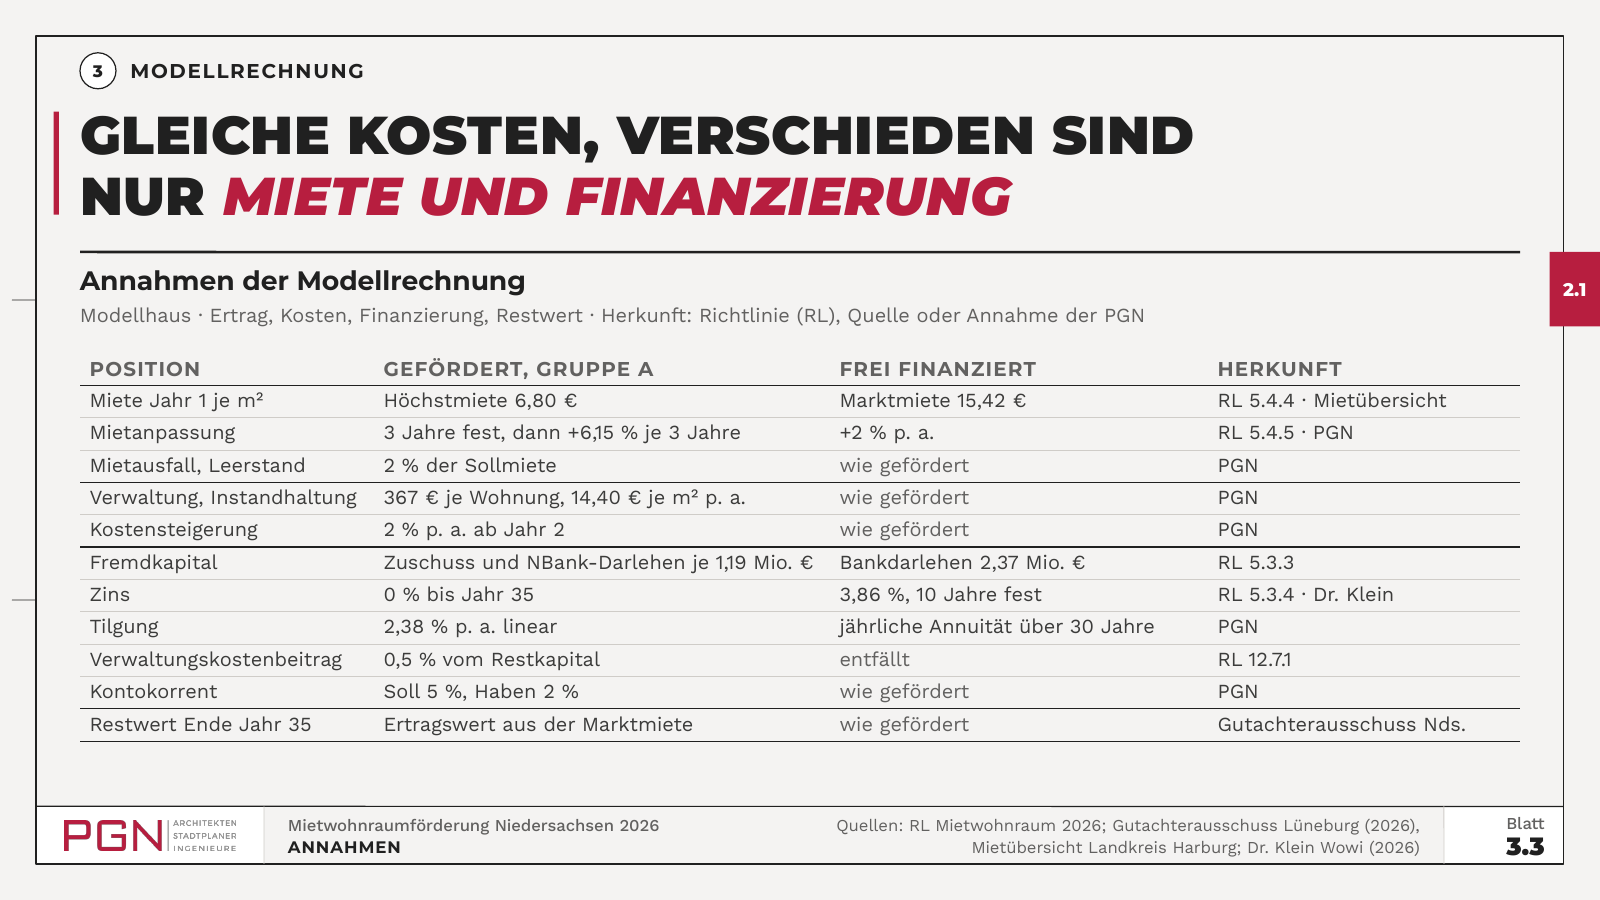 3 MODELLRECHNUNG
GLEICHE KOSTEN, VERSCHIEDEN SIND
NUR MIETE UND FINANZIERUNG
2.1
Annahmen der Modellrechnung
Modellhaus · Ertrag, Kosten, Finanzierung, Restwert · Herkunft: Richtlinie (RL), Quelle oder Annahme der PGN
POSITION GEFÖRDERT, GRUPPE A FREI FINANZIERT HERKUNFT
Miete Jahr 1 je m² Höchstmiete 6,80 € Marktmiete 15,42 € RL 5.4.4 · Mietübersicht
Mietanpassung 3 Jahre fest, dann +6,15 % je 3 Jahre +2 % p. a. RL 5.4.5 · PGN
Mietausfall, Leerstand 2 % der Sollmiete wie gefördert PGN
Verwaltung, Instandhaltung 367 € je Wohnung, 14,40 € je m² p. a. wie gefördert PGN
Kostensteigerung 2 % p. a. ab Jahr 2 wie gefördert PGN
Fremdkapital Zuschuss und NBank-Darlehen je 1,19 Mio. € Bankdarlehen 2,37 Mio. € RL 5.3.3
Zins 0 % bis Jahr 35 3,86 %, 10 Jahre fest RL 5.3.4 · Dr. Klein
Tilgung 2,38 % p. a. linear jährliche Annuität über 30 Jahre PGN
Verwaltungskostenbeitrag 0,5 % vom Restkapital entfällt RL 12.7.1
Kontokorrent Soll 5 %, Haben 2 % wie gefördert PGN
Restwert Ende Jahr 35 Ertragswert aus der Marktmiete wie gefördert Gutachterausschuss Nds.
PGN ARCHITEKTEN
STADTPLANER
INGENIEURE
Mietwohnraumförderung Niedersachsen 2026
ANNAHMEN
Quellen: RL Mietwohnraum 2026; Gutachterausschuss Lüneburg (2026),
Mietübersicht Landkreis Harburg; Dr. Klein Wowi (2026)
Blatt
3.3